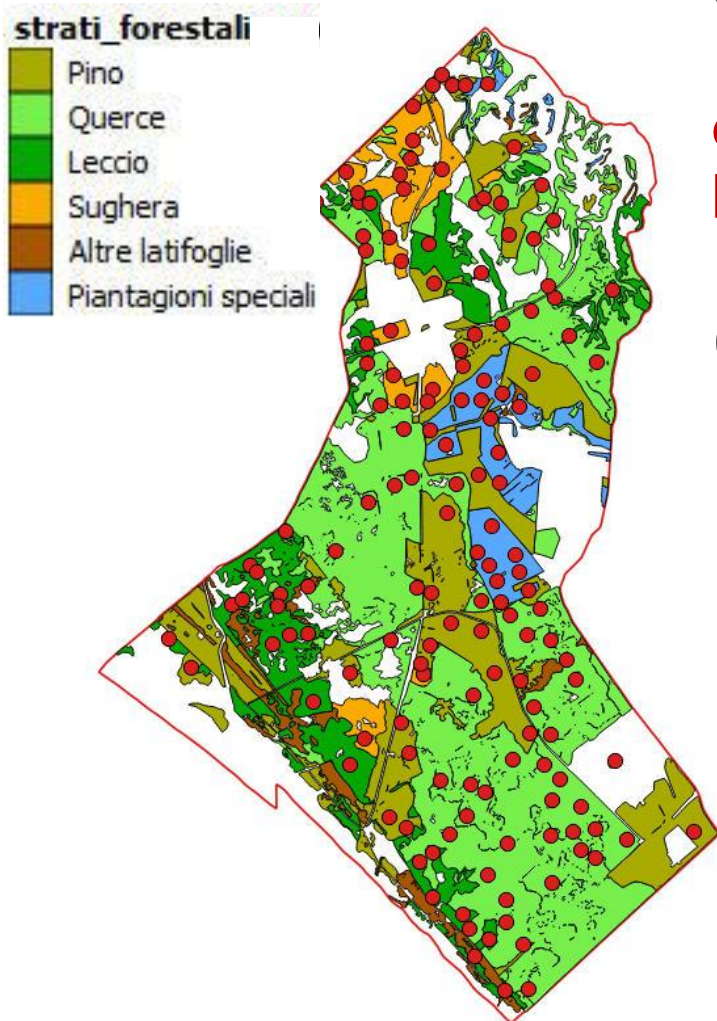 strati_forestali
Pino
Querce
Leccio
Sughera
Altre latifoglie
Piantagioni speciali